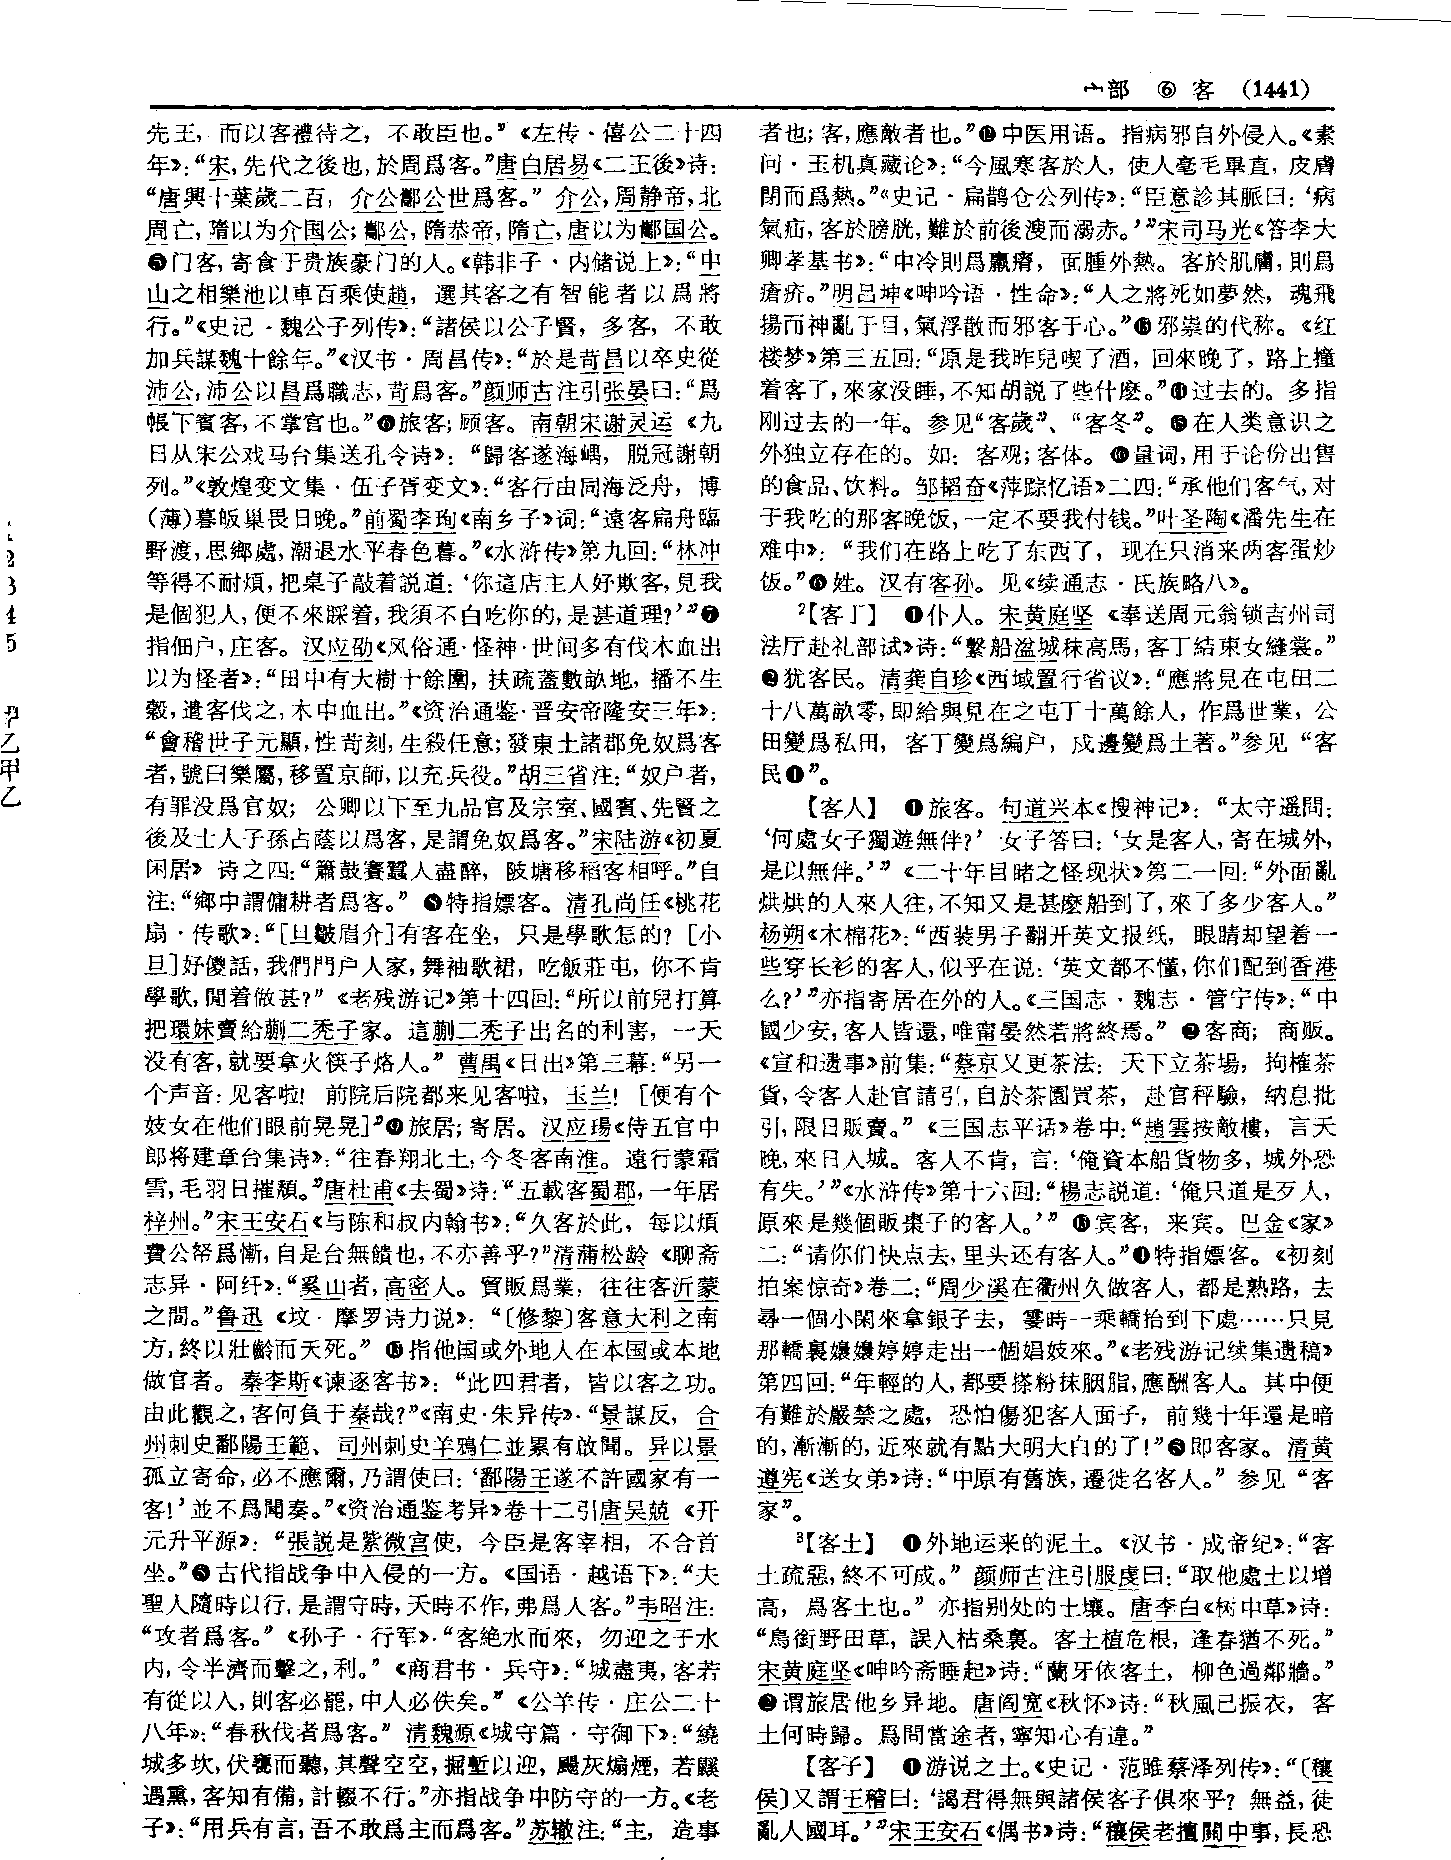 宀部 ⑥ 客 (1441)
先王，而以客禮待之，不敢臣也。”《左传·僖公二十四
年》：“宋，先代之後也，於周爲客。”唐白居易《二王後》诗：
“唐興十葉歲二百，介公酅公世爲客。”介公，周静帝，北
周亡，隋以为介国公；酅公，隋恭帝，隋亡，唐以为酅国公。
❺门客，寄食于贵族豪门的人。《韩非子·内储说上》：“中
山之相樂池以車百乘使趙，選其客之有智能者以爲將
行。”《史记·魏公子列传》：“諸侯以公子賢，多客，不敢
加兵謀魏十餘年。”《汉书·周昌传》：“於是苛昌以卒史從
沛公，沛公以昌爲職志，苛爲客。”颜师古注引张晏曰：“爲
帳下賓客，不掌官也。”❻旅客；顾客。南朝宋谢灵运《九
日从宋公戏马台集送孔令诗》：“歸客遂海嵎，脱冠謝朝
列。”《敦煌变文集·伍子胥变文》：“客行由同海泛舟，博
（薄）暮皈巢畏日晚。”前蜀李珣《南乡子》词：“遠客扁舟臨
野渡，思鄉處，潮退水平春色暮。”《水浒传》第九回：“林冲
等得不耐煩，把桌子敲着説道：‘你這店主人好欺客，見我
是個犯人，便不來睬着，我須不白吃你的，是甚道理？’”❼
指佃户，庄客。汉应劭《风俗通·怪神·世间多有伐木血出
以为怪者》：“田中有大樹十餘圍，扶疏蓋數畝地，播不生
穀，遣客伐之，木中血出。”《资治通鉴·晋安帝隆安三年》：
“會稽世子元顯，性苛刻，生殺任意；發東土諸郡免奴爲客
者，號曰樂屬，移置京師，以充兵役。”胡三省注：“奴户者，
有罪没爲官奴；公卿以下至九品官及宗室、國賓、先賢之
後及士人子孫占蔭以爲客，是謂免奴爲客。”宋陆游《初夏
闲居》诗之四：“簫鼓賽蠶人盡醉，陂塘移稻客相呼。”自
注：“鄉中謂傭耕者爲客。”❽特指嫖客。清孔尚任《桃花
扇·传歌》：“［旦皺眉介］有客在坐，只是學歌怎的？［小
旦］好傻話，我們門户人家，舞袖歌裙，吃飯莊屯，你不肯
學歌，閒着做甚？”《老残游记》第十四回：“所以前兒打算
把環妹賣給蒯二秃子家。這蒯二秃子出名的利害，一天
没有客，就要拿火筷子烙人。”曹禺《日出》第三幕：“另一
个声音：见客啦！前院后院都来见客啦，玉兰！［便有个
妓女在他们眼前晃晃］”❾旅居；寄居。汉应瑒《侍五官中
郎将建章台集诗》：“往春翔北土，今冬客南淮。遠行蒙霜
雪，毛羽日摧頹。”唐杜甫《去蜀》诗：“五載客蜀郡，一年居
梓州。”宋王安石《与陈和叔内翰书》：“久客於此，每以煩
費公帑爲慚，自是台無饋也，不亦善乎？”清蒲松龄《聊斋
志异·阿纤》：“奚山者，高密人。貿販爲業，往往客沂蒙
之間。”鲁迅《坟·摩罗诗力说》：“〔修黎〕客意大利之南
方，終以壯齡而夭死。”❿指他国或外地人在本国或本地
做官者。秦李斯《谏逐客书》：“此四君者，皆以客之功。
由此觀之，客何負于秦哉？”《南史·朱异传》：“景謀反，合
州刺史鄱陽王範、司州刺史羊鴉仁並累有啟聞。异以景
孤立寄命，必不應爾，乃謂使曰：‘鄱陽王遂不許國家有一
客！’並不爲聞奏。”《资治通鉴考异》卷十二引唐吴兢《开
元升平源》：“張説是紫微宫使，今臣是客宰相，不合首
坐。”⓫古代指战争中入侵的一方。《国语·越语下》：“夫
聖人隨時以行，是謂守時，天時不作，弗爲人客。”韦昭注：
“攻者爲客。”《孙子·行军》：“客絶水而來，勿迎之于水
内，令半濟而擊之，利。”《商君书·兵守》：“城盡夷，客若
有從以入，則客必罷，中人必佚矣。”《公羊传·庄公二十
八年》：“春秋伐者爲客。”清魏源《城守篇·守御下》：“繞
城多坎，伏甕而聽，其聲空空，掘塹以迎，颺灰煽煙，若鼷
遇熏，客知有備，計輟不行。”亦指战争中防守的一方。《老
子》：“用兵有言，吾不敢爲主而爲客。”苏辙注：“主，造事
者也；客，應敵者也。”⓬中医用语。指病邪自外侵入。《素
问·玉机真藏论》：“今風寒客於人，使人毫毛畢直，皮膚
閉而爲熱。”《史记·扁鹊仓公列传》：“臣意診其脈曰：‘病
氣疝，客於膀胱，難於前後溲而溺赤。’”宋司马光《答李大
卿孝基书》：“中冷則爲羸瘠，面腫外熱。客於肌膚，則爲
瘡疥。”明吕坤《呻吟语·性命》：“人之將死如夢然，魂飛
揚而神亂于目，氣浮散而邪客于心。”⓭邪祟的代称。《红
楼梦》第三五回：“原是我昨兒喫了酒，回來晚了，路上撞
着客了，來家没睡，不知胡説了些什麽。”⓮过去的。多指
刚过去的一年。参见“客歲”、“客冬”。⓯在人类意识之
外独立存在的。如：客观；客体。⓰量词，用于论份出售
的食品、饮料。邹韬奋《萍踪忆语》二四：“承他们客气，对
于我吃的那客晚饭，一定不要我付钱。”叶圣陶《潘先生在
难中》：“我们在路上吃了东西了，现在只消来两客蛋炒
饭。”⓱姓。汉有客孙。见《续通志·氏族略八》。
²【客丁】 ❶仆人。宋黄庭坚《奉送周元翁锁吉州司
法厅赴礼部试》诗：“繫船湓城秣高馬，客丁結束女縫裳。”
❷犹客民。清龚自珍《西域置行省议》：“應將見在屯田二
十八萬畝零，即給與見在之屯丁十萬餘人，作爲世業，公
田變爲私田，客丁變爲編户，戍邊變爲土著。”参见“客
民❶”。
【客人】 ❶旅客。句道兴本《搜神记》：“太守遥問：
‘何處女子獨遊無伴？’女子答曰：‘女是客人，寄在城外，
是以無伴。’”《二十年目睹之怪现状》第二一回：“外面亂
烘烘的人來人往，不知又是甚麽船到了，來了多少客人。”
杨朔《木棉花》：“西装男子翻开英文报纸，眼睛却望着一
些穿长衫的客人，似乎在说：‘英文都不懂，你们配到香港
么？’”亦指寄居在外的人。《三国志·魏志·管宁传》：“中
國少安，客人皆還，唯甯晏然若將終焉。”❷客商；商贩。
《宣和遗事》前集：“蔡京又更茶法：天下立茶場，拘榷茶
貨，令客人赴官請引，自於茶園買茶，赴官秤驗，納息批
引，限日販賣。”《三国志平话》卷中：“趙雲按敵樓，言天
晚，來日入城。客人不肯，言：‘俺資本船貨物多，城外恐
有失。’”《水浒传》第十六回：“楊志説道：‘俺只道是歹人，
原來是幾個販棗子的客人。’”❸宾客，来宾。巴金《家》
二：“请你们快点去，里头还有客人。”❹特指嫖客。《初刻
拍案惊奇》卷二：“周少溪在衢州久做客人，都是熟路，去
尋一個小閑來拿銀子去，霎時一乘轎抬到下處……只見
那轎裏嬝嬝婷婷走出一個娼妓來。”《老残游记续集遗稿》
第四回：“年輕的人，都要搽粉抹胭脂，應酬客人。其中便
有難於嚴禁之處，恐怕傷犯客人面子，前幾十年還是暗
的，漸漸的，近來就有點大明大白的了！”❺即客家。清黄
遵宪《送女弟》诗：“中原有舊族，遷徙名客人。”参见“客
家”。
³【客土】 ❶外地运来的泥土。《汉书·成帝纪》：“客
土疏惡，終不可成。”颜师古注引服虔曰：“取他處土以增
高，爲客土也。”亦指别处的土壤。唐李白《树中草》诗：
“鳥銜野田草，誤入枯桑裏。客土植危根，逢春猶不死。”
宋黄庭坚《呻吟斋睡起》诗：“蘭牙依客土，柳色過鄰牆。”
❷谓旅居他乡异地。唐阎宽《秋怀》诗：“秋風已振衣，客
土何時歸。爲問當途者，寧知心有違。”
【客子】 ❶游说之士。《史记·范雎蔡泽列传》：“〔穰
侯〕又謂王稽曰：‘謁君得無與諸侯客子俱來乎？無益，徒
亂人國耳。’”宋王安石《偶书》诗：“穰侯老擅關中事，長恐
2
3
4
5
甲
乙
甲
乙